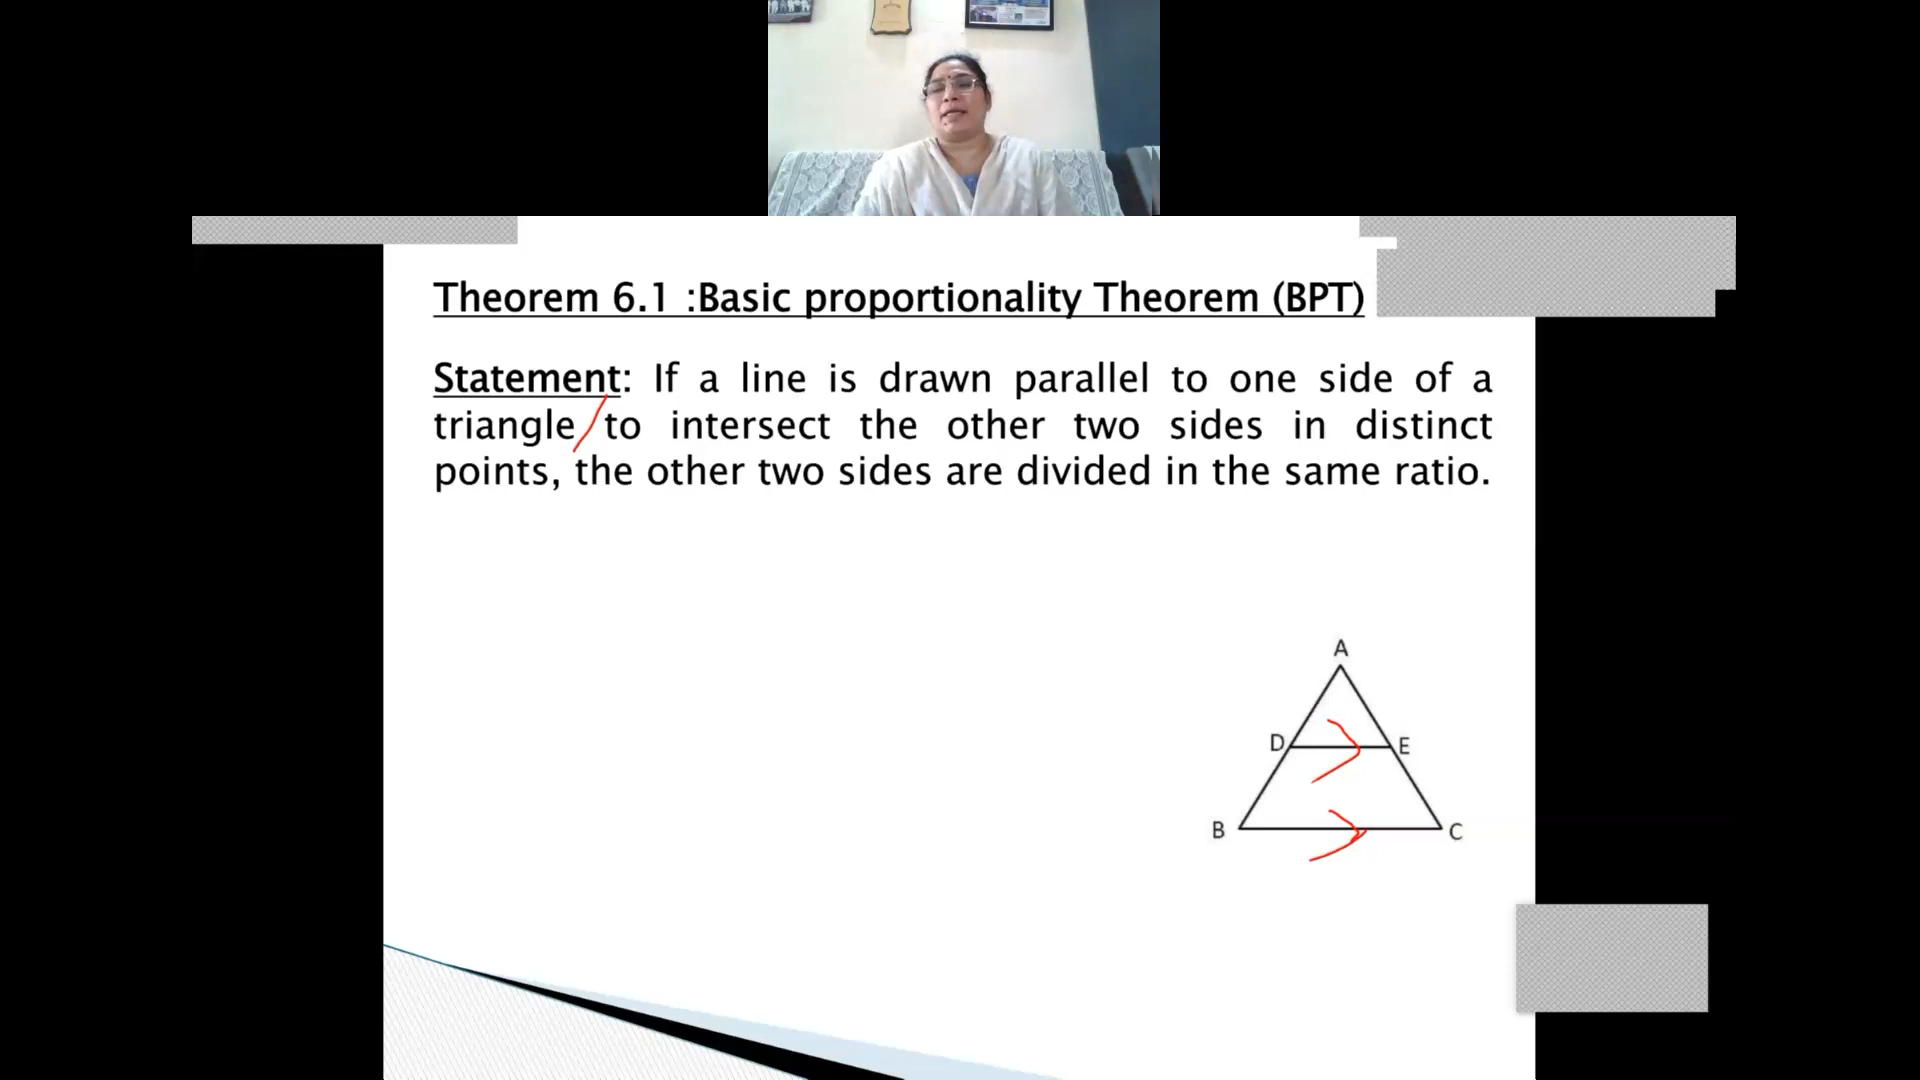 Theorem 6.1 :Basic proportionality Theorem (BPT)
Statement: If a line is drawn parallel to one side of a
triangle to intersect the other two sides in distinct
points, the other two sides are divided in the same ratio.
A
D
E
B
C